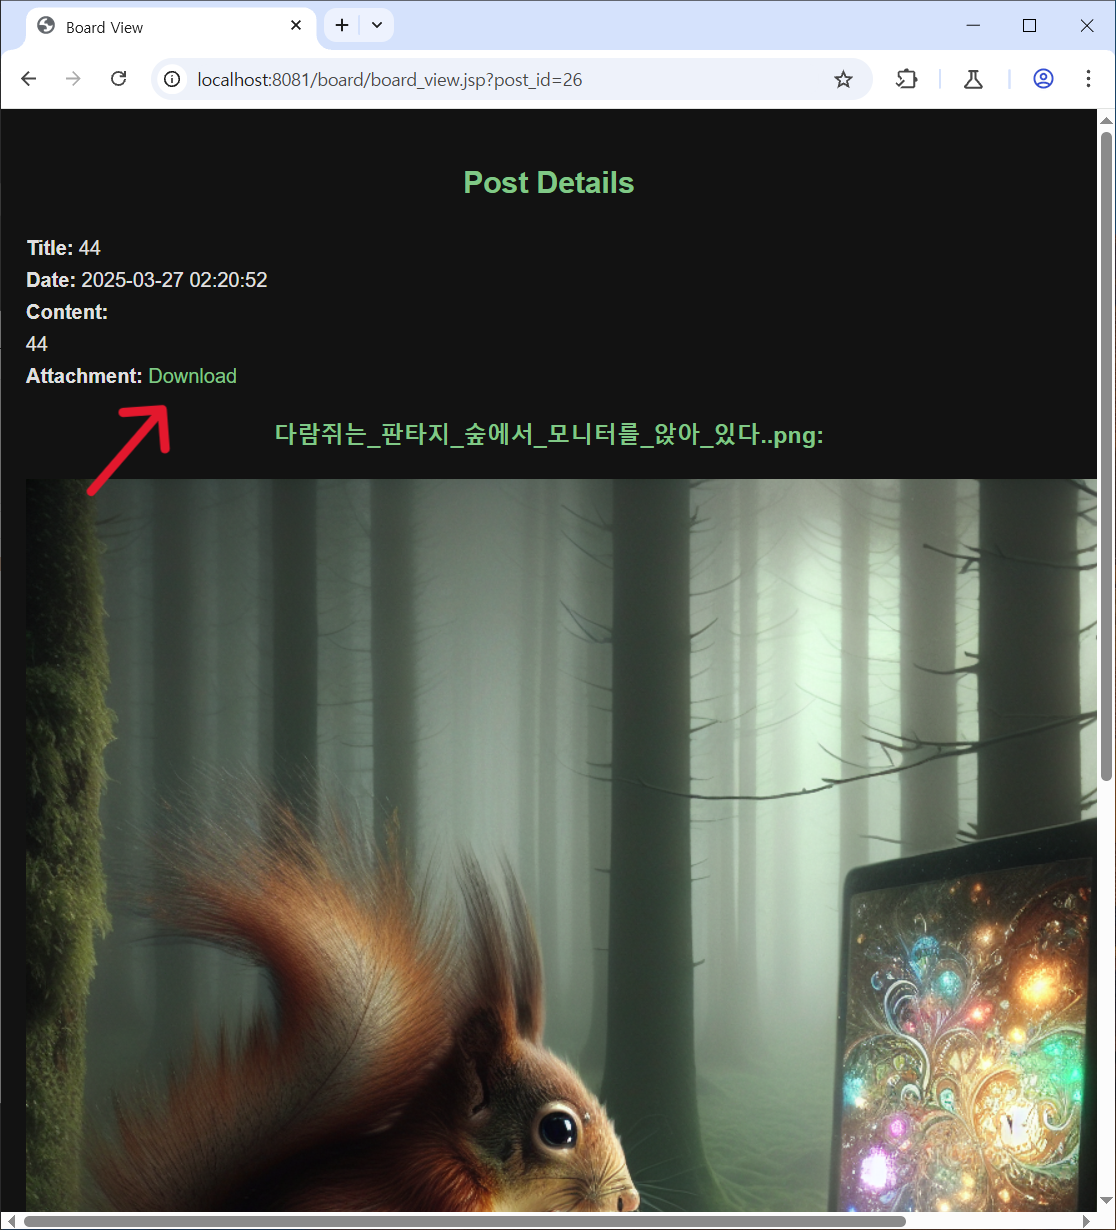 Board View
localhost:8081/board/board_view.jsp?post_id=26
Post Details
Title: 44
Date: 2025-03-27 02:20:52
Content:
44
Attachment: Download
다람쥐는_판타지_숲에서_모니터를_앉아_있다..png: